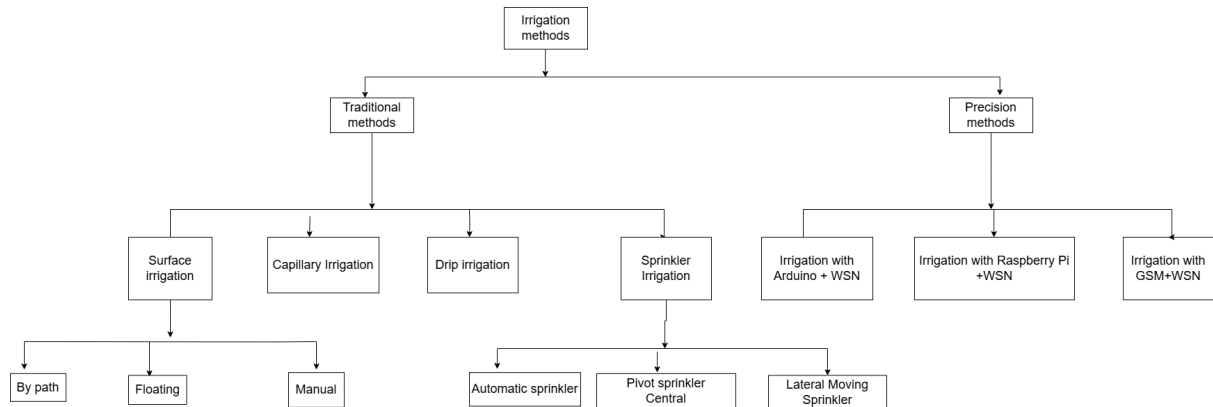 Irrigation
methods
Traditional
methods
Precision
methods
Surface
irrigation
Capillary Irrigation
Drip irrigation
Sprinkler
Irrigation
Irrigation with
Arduino + WSN
Irrigation with Raspberry Pi
+WSN
Irrigation with
GSM+WSN
By path
Floating
Manual
Automatic sprinkler
Pivot sprinkler
Central
Lateral Moving
Sprinkler